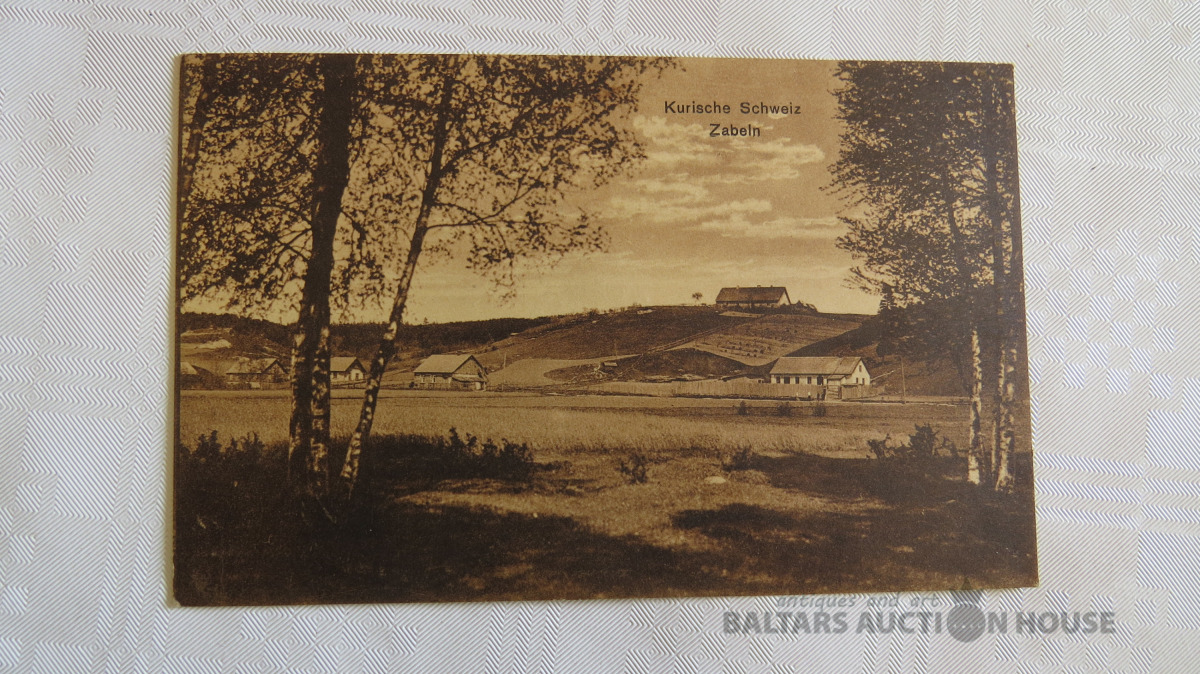 Kurische Schweiz
Zabeln
antiques and art
BALTARS AUCTION HOUSE